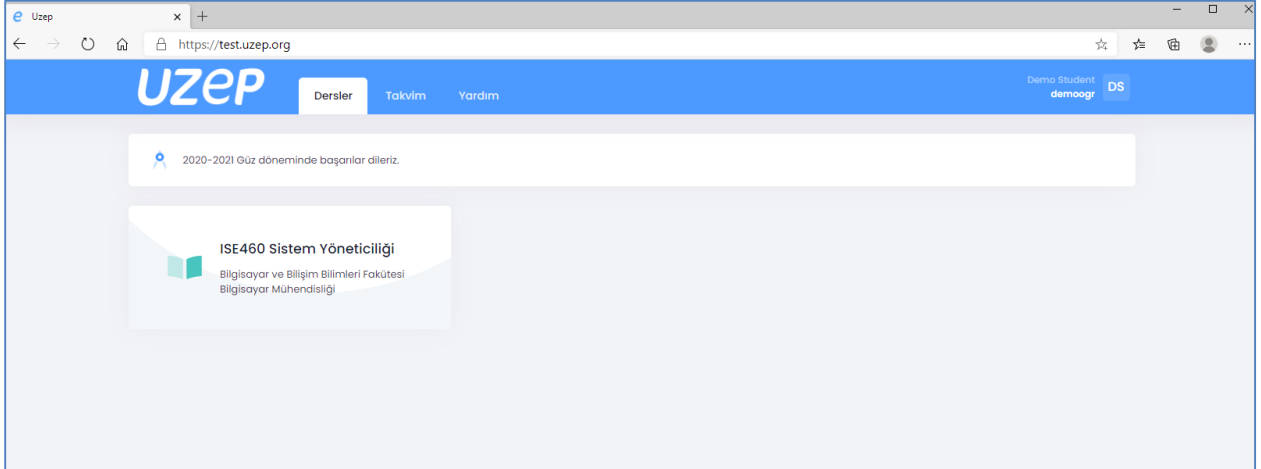 Uzep
https://test.uzep.org
uzep
Dersler
Takvim
Yardım
Demo Student
demoogr
DS
2020-2021 Güz döneminde başarılar dileriz.
ISE460 Sistem Yöneticiliği
Bilgisayar ve Bilişim Bilimleri Fakütesi
Bilgisayar Mühendisliği